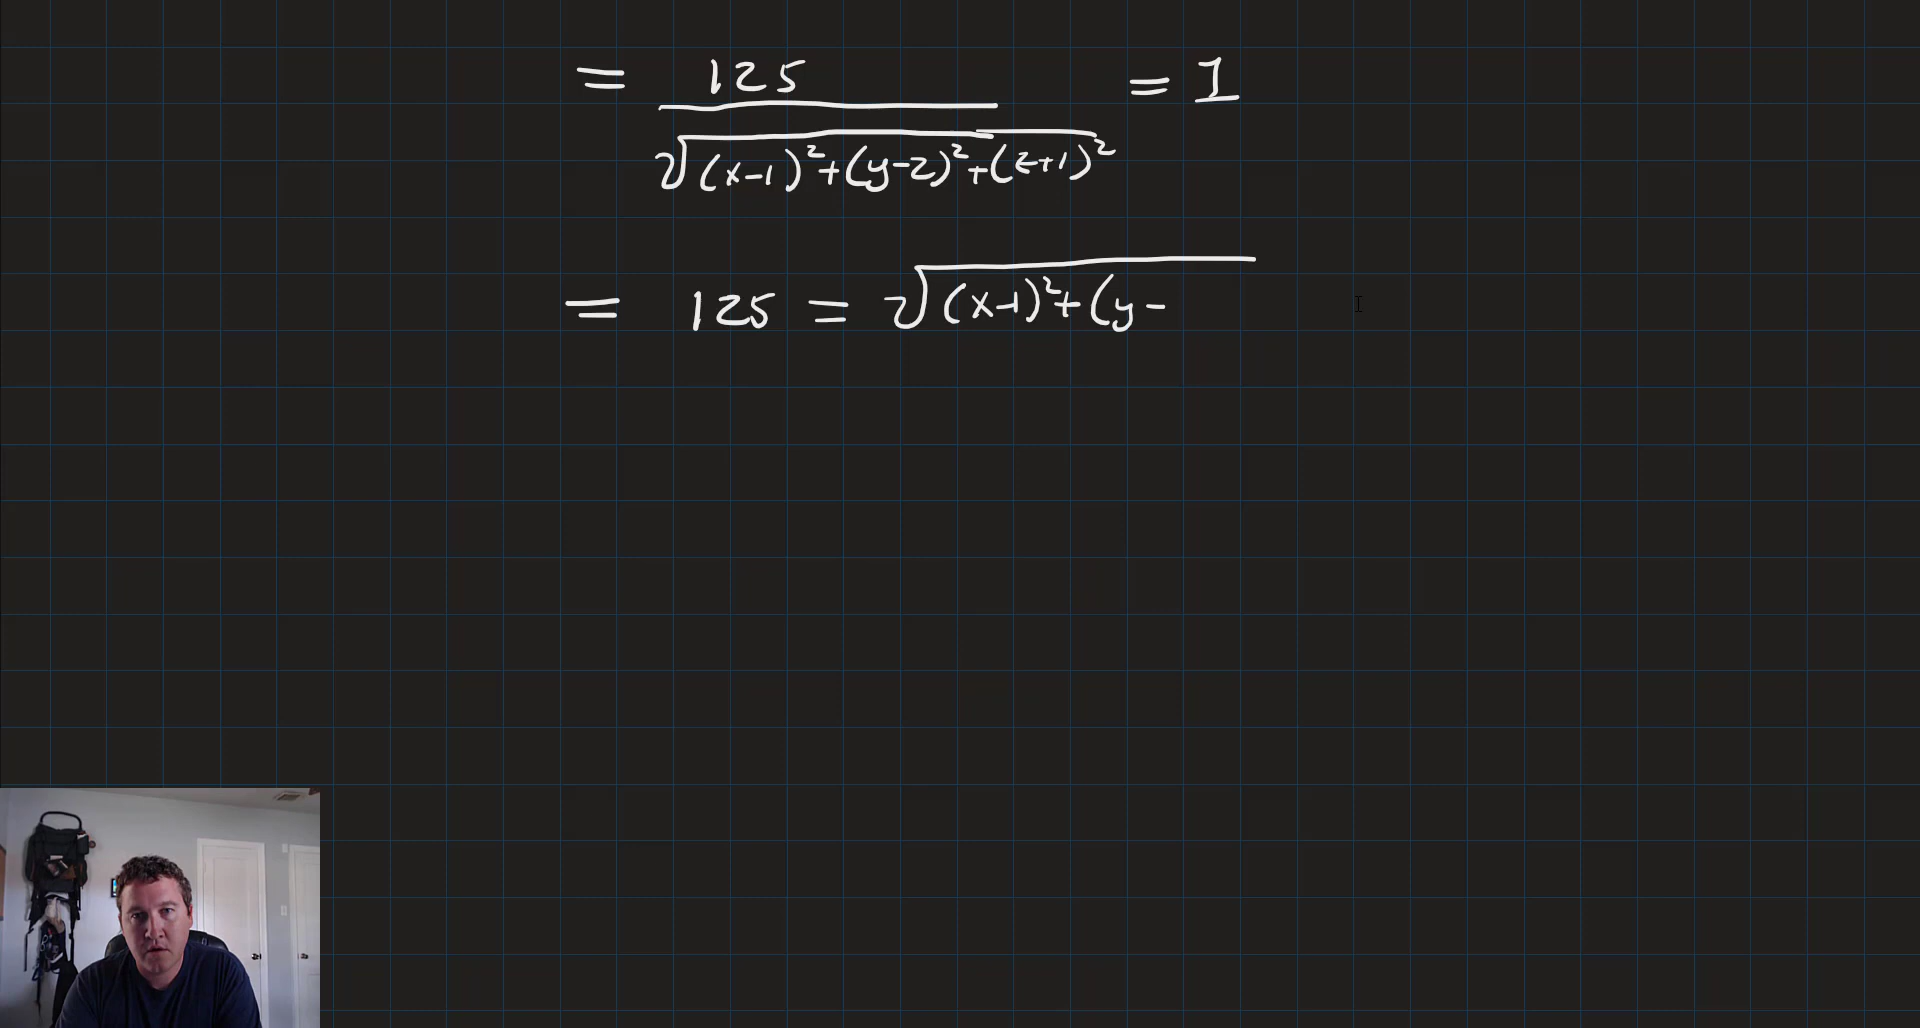 = 125 / √(x-1)²+(y-2)²+(z+1)² = 1
= 125 = √(x-1)²+(y-